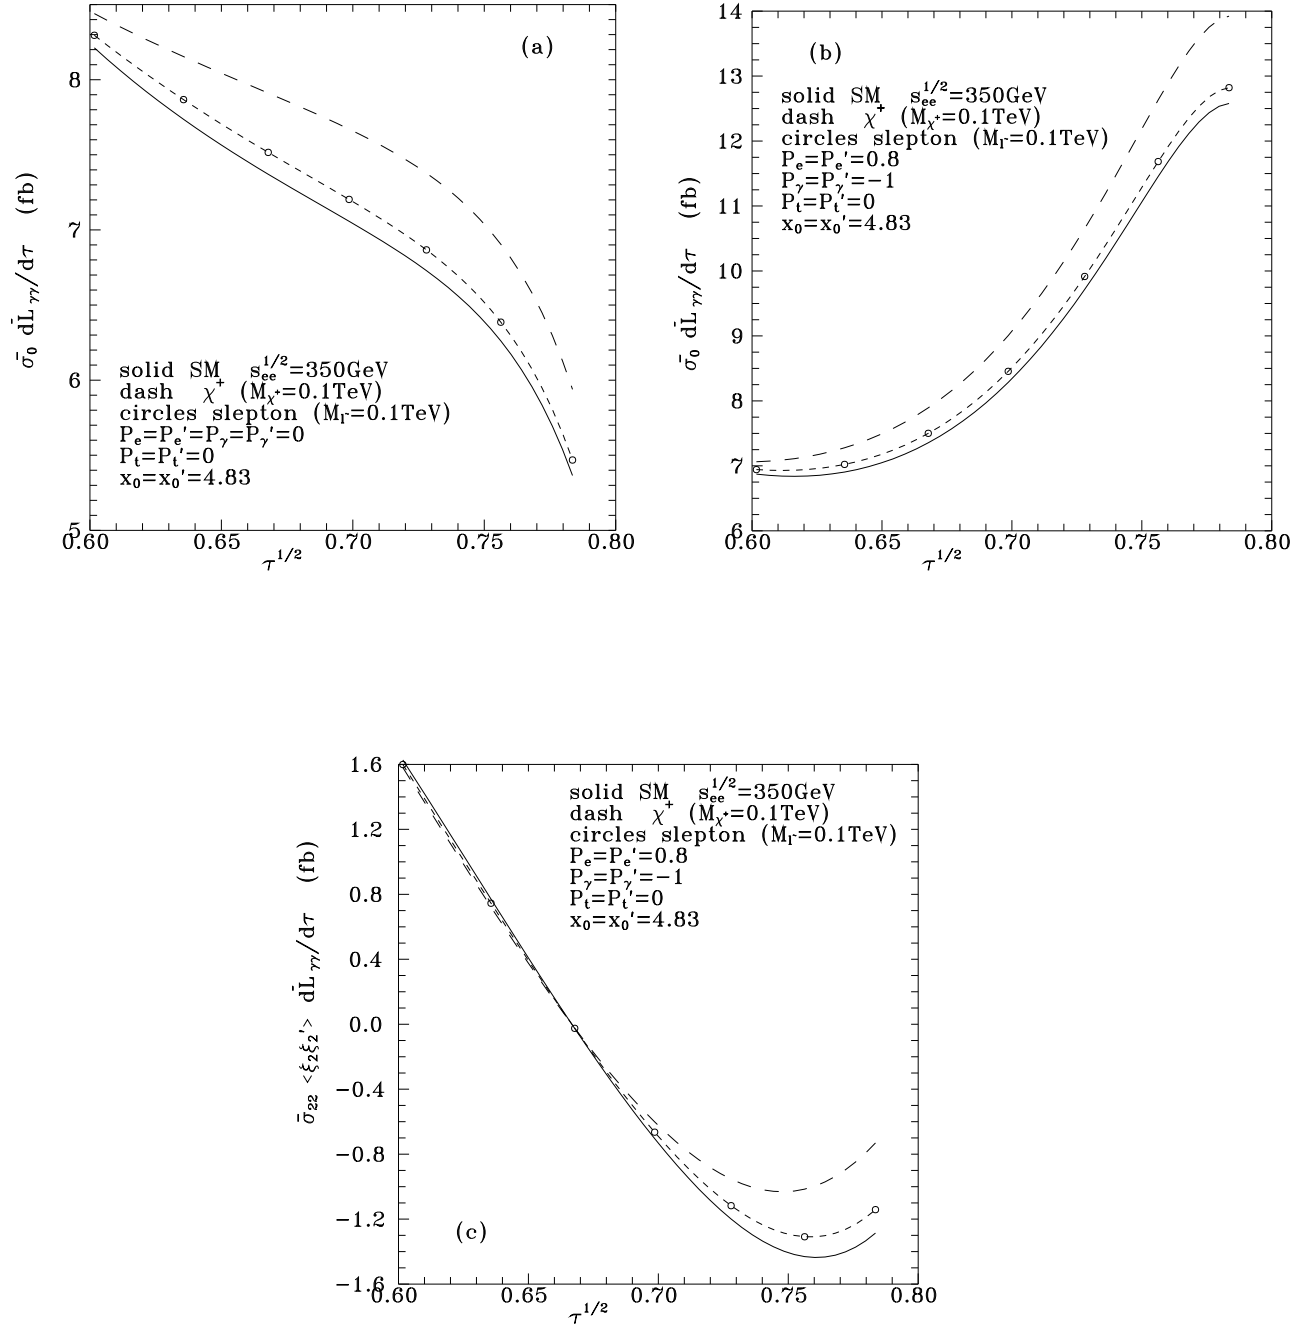 (a)
8
7
6
5
σ̄₀ dL̄γγ/dτ (fb)
solid SM s_ee^1/2=350GeV
dash χ⁺ (M_χ⁺=0.1TeV)
circles slepton (M_l̃=0.1TeV)
Pₑ=Pₑ'=Pγ=Pγ'=0
Pₜ=Pₜ'=0
x₀=x₀'=4.83
0.60 0.65 0.70 0.75 0.80
τ^1/2
(b)
14
13
12
11
10
9
8
7
6
σ̄₀ dL̄γγ/dτ (fb)
solid SM s_ee^1/2=350GeV
dash χ⁺ (M_χ⁺=0.1TeV)
circles slepton (M_l̃=0.1TeV)
Pₑ=Pₑ'=0.8
Pγ=Pγ'=−1
Pₜ=Pₜ'=0
x₀=x₀'=4.83
0.60 0.65 0.70 0.75 0.80
τ^1/2
1.6
1.2
0.8
0.4
0.0
−0.4
−0.8
−1.2
−1.6
σ̄₂₂ <ξ₂ξ₂'> dL̄γγ/dτ (fb)
solid SM s_ee^1/2=350GeV
dash χ⁺ (M_χ⁺=0.1TeV)
circles slepton (M_l̃=0.1TeV)
Pₑ=Pₑ'=0.8
Pγ=Pγ'=−1
Pₜ=Pₜ'=0
x₀=x₀'=4.83
(c)
0.60 0.65 0.70 0.75 0.80
τ^1/2